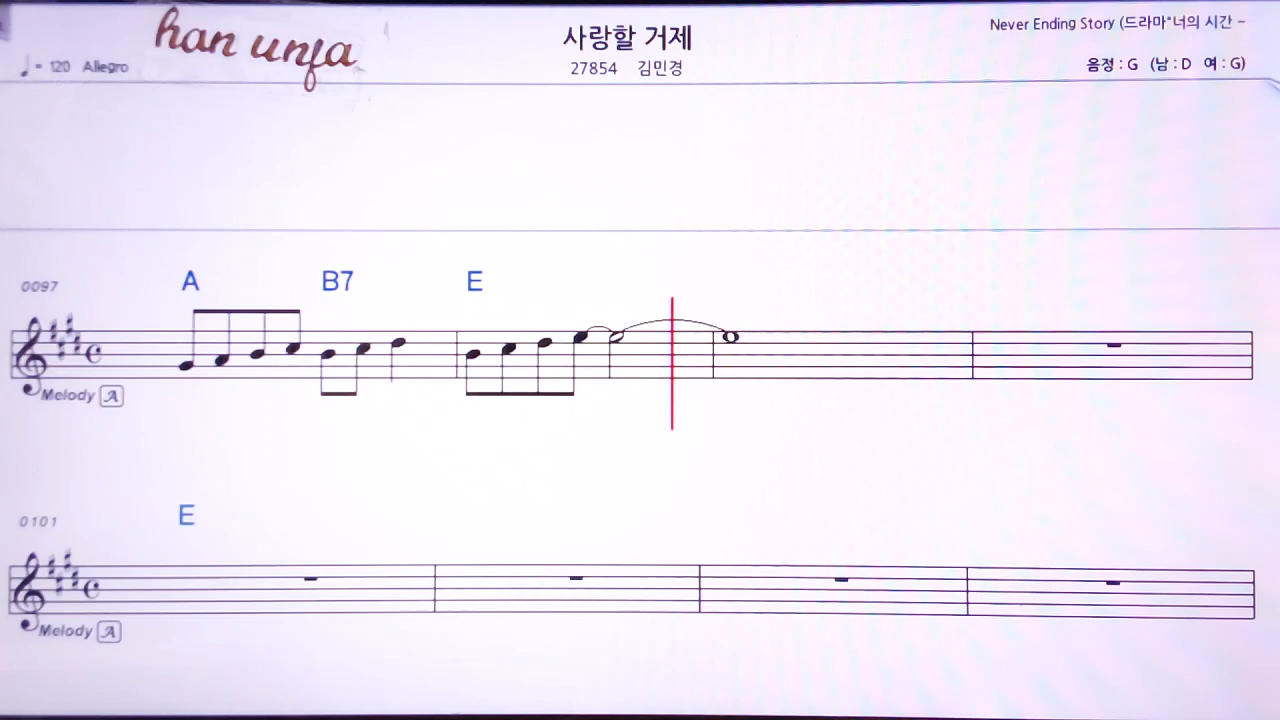 han unfa
사랑할 거제
Never Ending Story (드라마"너의 시간 ~
♩ = 120 Allegro
27854 김민경
음정 : G (남 : D 여 : G)
0097 A B7 E
Melody A
0101 E
Melody A